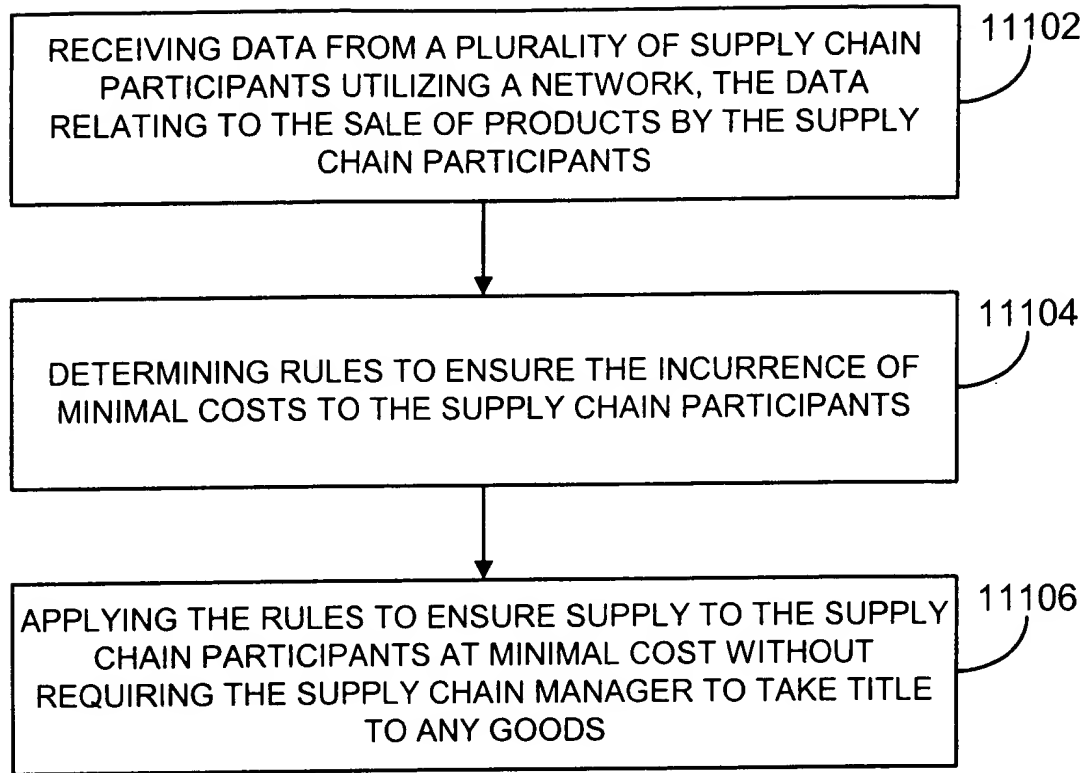 RECEIVING DATA FROM A PLURALITY OF SUPPLY CHAIN
PARTICIPANTS UTILIZING A NETWORK, THE DATA
RELATING TO THE SALE OF PRODUCTS BY THE SUPPLY
CHAIN PARTICIPANTS
11102
DETERMINING RULES TO ENSURE THE INCURRENCE OF
MINIMAL COSTS TO THE SUPPLY CHAIN PARTICIPANTS
11104
APPLYING THE RULES TO ENSURE SUPPLY TO THE SUPPLY
CHAIN PARTICIPANTS AT MINIMAL COST WITHOUT
REQUIRING THE SUPPLY CHAIN MANAGER TO TAKE TITLE
TO ANY GOODS
11106